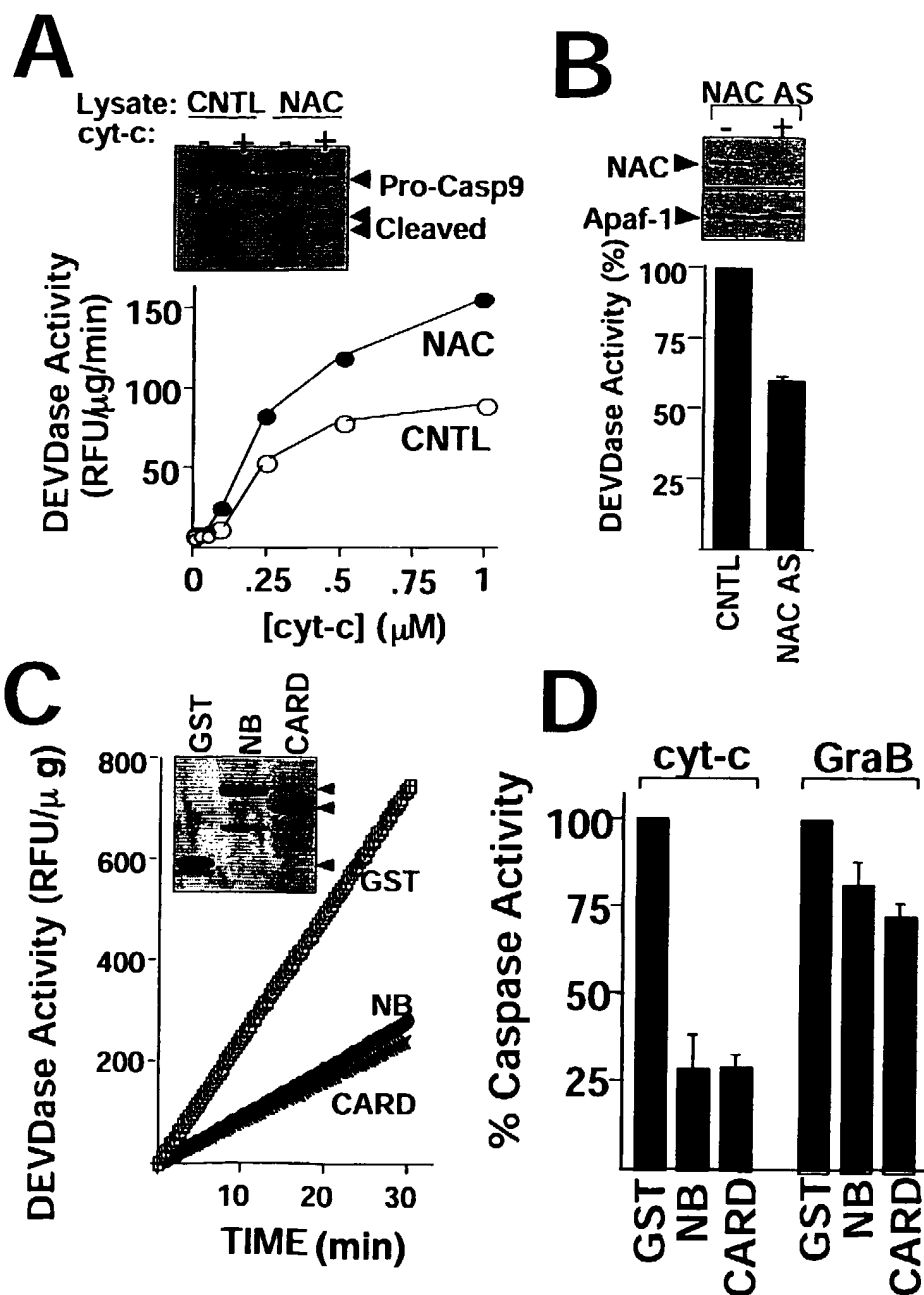 A
Lysate: CNTL NAC
cyt-c: - + - +
Pro-Casp9
Cleaved
DEVDase Activity
(RFU/μg/min)
150
100
50
NAC
CNTL
0 .25 .5 .75 1
[cyt-c] (μM)
B
NAC AS
- +
NAC
Apaf-1
DEVDase Activity (%)
100
75
50
25
CNTL
NAC AS
C
GST
NB
CARD
DEVDase Activity (RFU/μ g)
800
600
400
200
GST
NB
CARD
10 20 30
TIME (min)
D
cyt-c GraB
% Caspase Activity
100
75
50
25
GST
NB
CARD
GST
NB
CARD